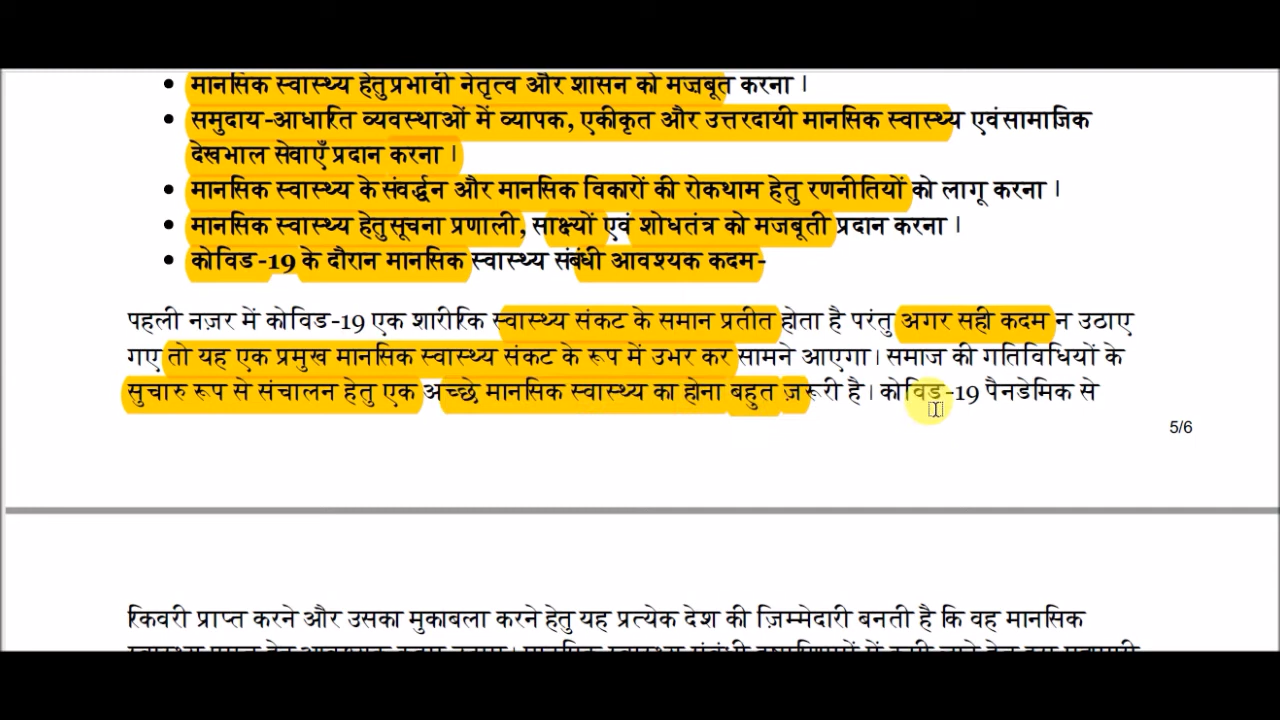 • मानसिक स्वास्थ्य हेतुप्रभावी नेतृत्व और शासन को मजबूत करना ।
• समुदाय-आधारित व्यवस्थाओं में व्यापक, एकीकृत और उत्तरदायी मानसिक स्वास्थ्य एवंसामाजिक
देखभाल सेवाएँ प्रदान करना ।
• मानसिक स्वास्थ्य के संवर्द्धन और मानसिक विकारों की रोकथाम हेतु रणनीतियों को लागू करना ।
• मानसिक स्वास्थ्य हेतुसूचना प्रणाली, साक्ष्यों एवं शोधतंत्र को मजबूती प्रदान करना ।
• कोविड-19 के दौरान मानसिक स्वास्थ्य संबंधी आवश्यक कदम-
पहली नज़र में कोविड-19 एक शारीरिक स्वास्थ्य संकट के समान प्रतीत होता है परंतु अगर सही कदम न उठाए
गए तो यह एक प्रमुख मानसिक स्वास्थ्य संकट के रूप में उभर कर सामने आएगा। समाज की गतिविधियों के
सुचारु रूप से संचालन हेतु एक अच्छे मानसिक स्वास्थ्य का होना बहुत ज़रूरी है। कोविड-19 पैनडेमिक से
5/6
रिकवरी प्राप्त करने और उसका मुकाबला करने हेतु यह प्रत्येक देश की ज़िम्मेदारी बनती है कि वह मानसिक